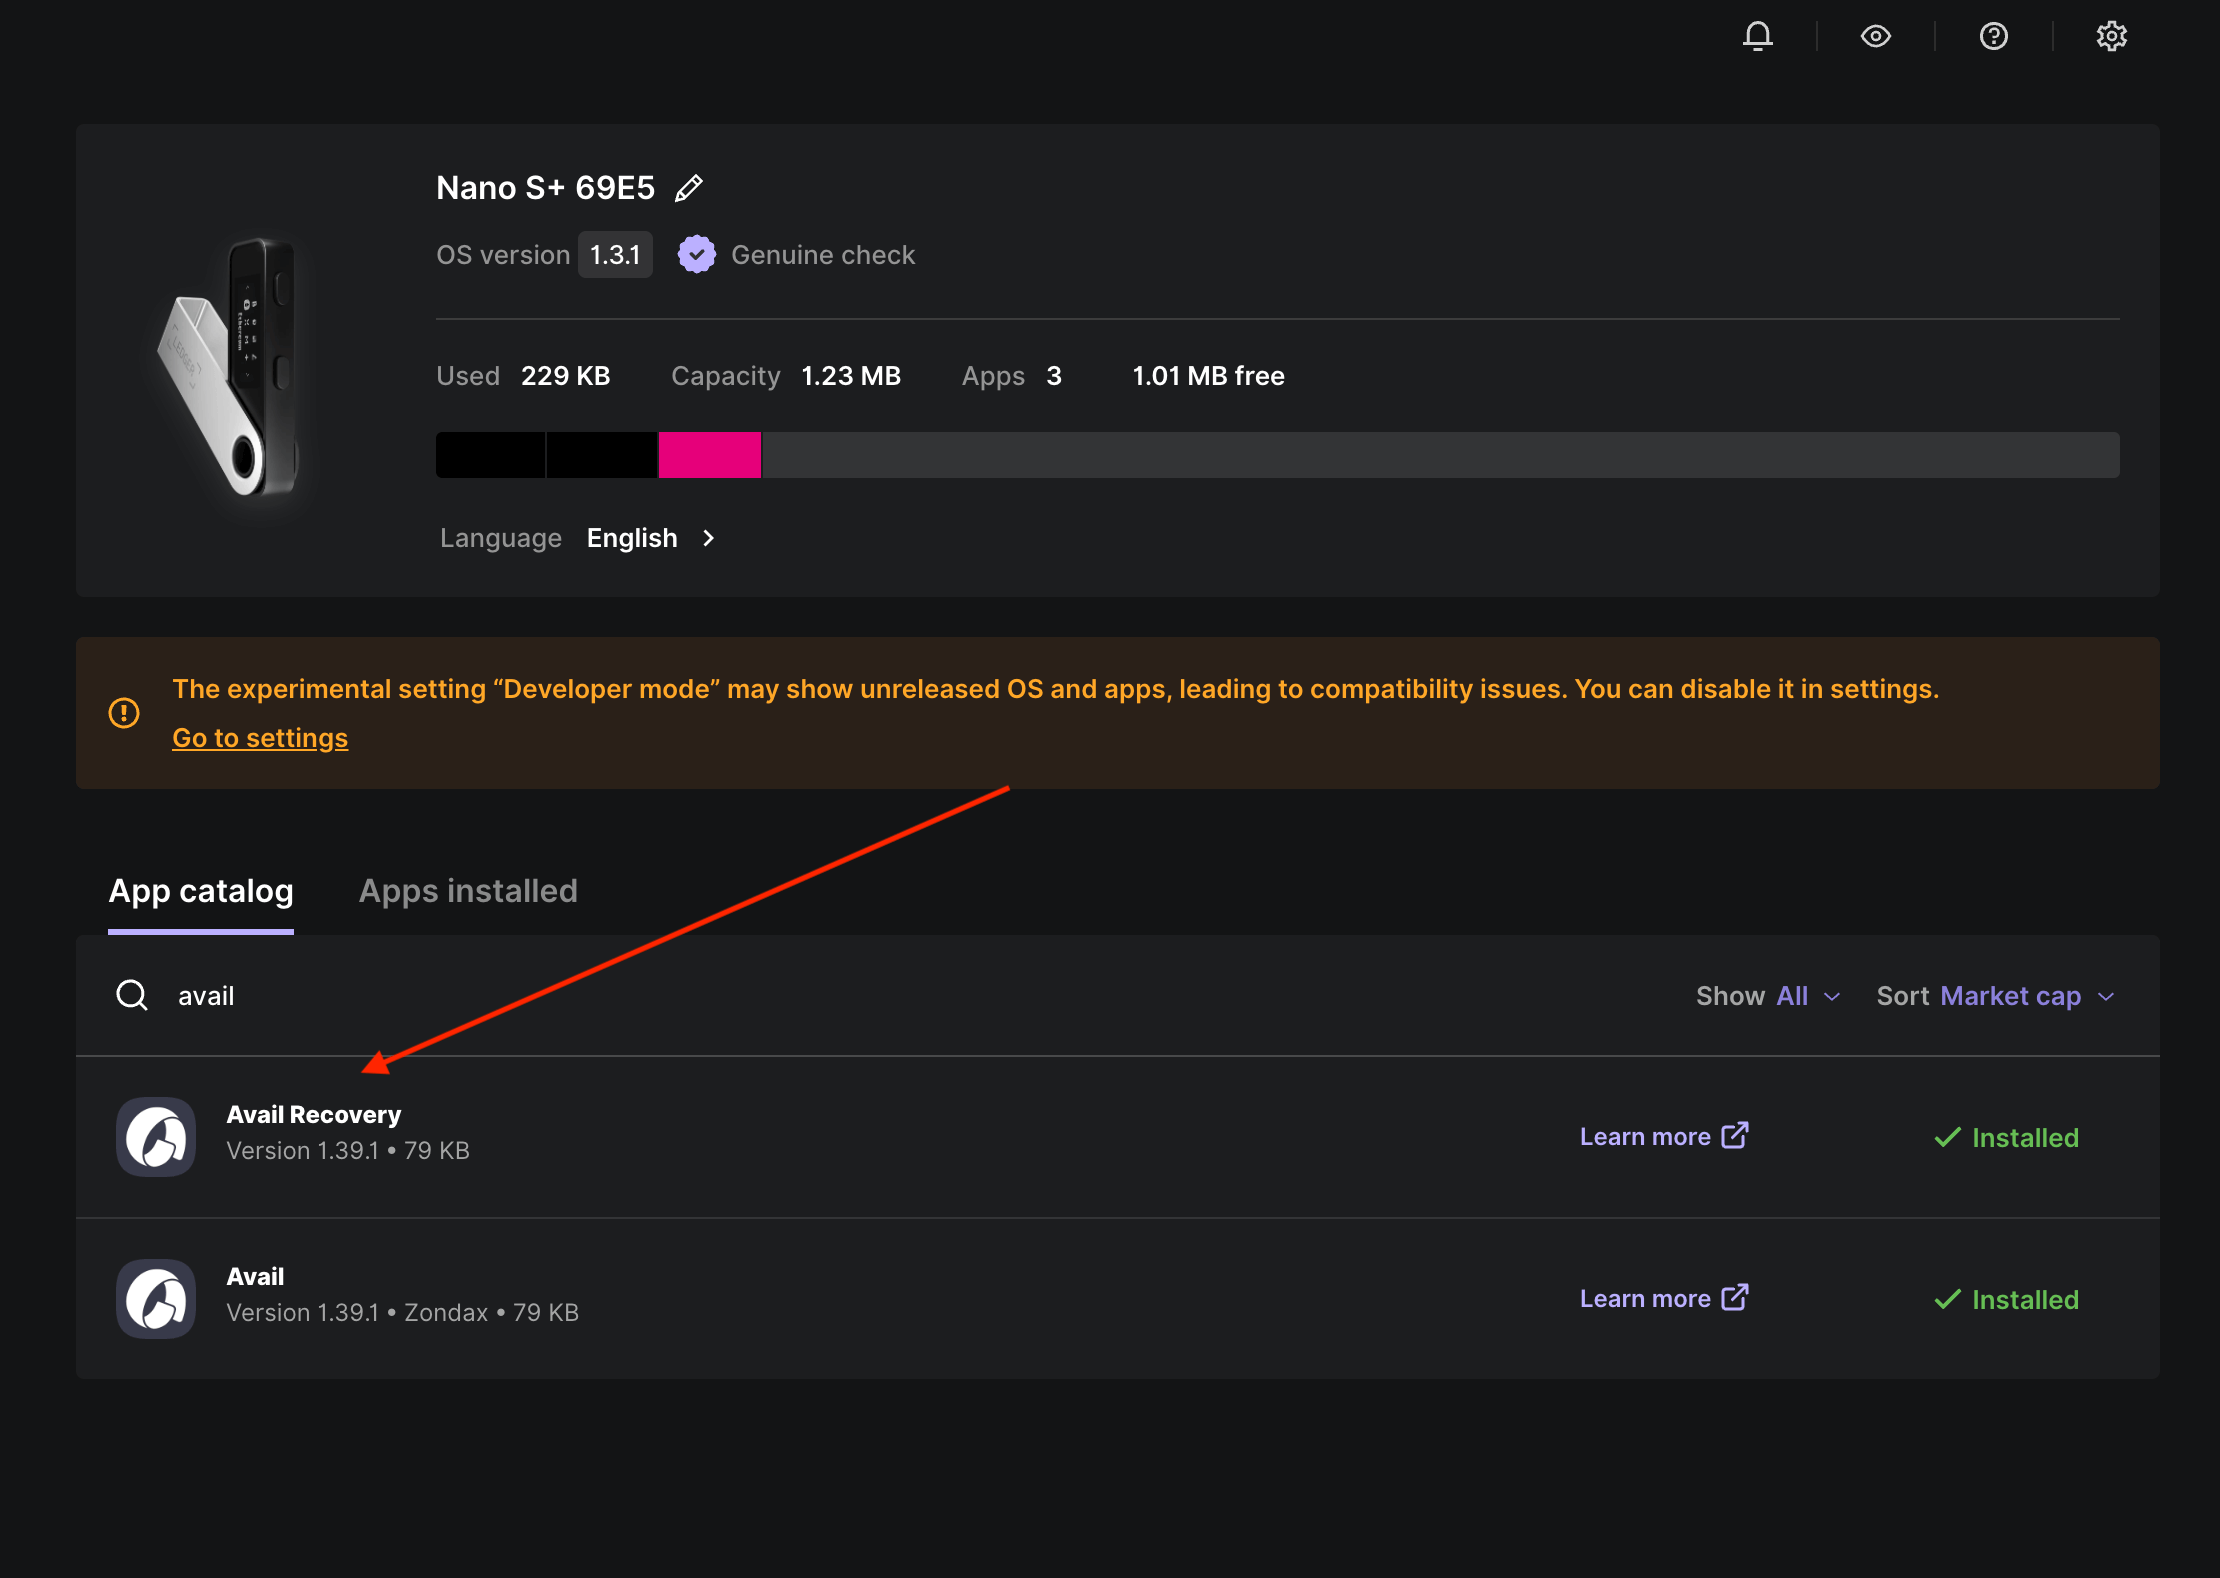 Nano S+ 69E5
OS version 1.3.1 Genuine check
Used 229 KB Capacity 1.23 MB Apps 3 1.01 MB free
Language English
The experimental setting “Developer mode” may show unreleased OS and apps, leading to compatibility issues. You can disable it in settings.
Go to settings
App catalog Apps installed
avail Show All Sort Market cap
Avail Recovery
Version 1.39.1 • 79 KB
Learn more Installed
Avail
Version 1.39.1 • Zondax • 79 KB
Learn more Installed